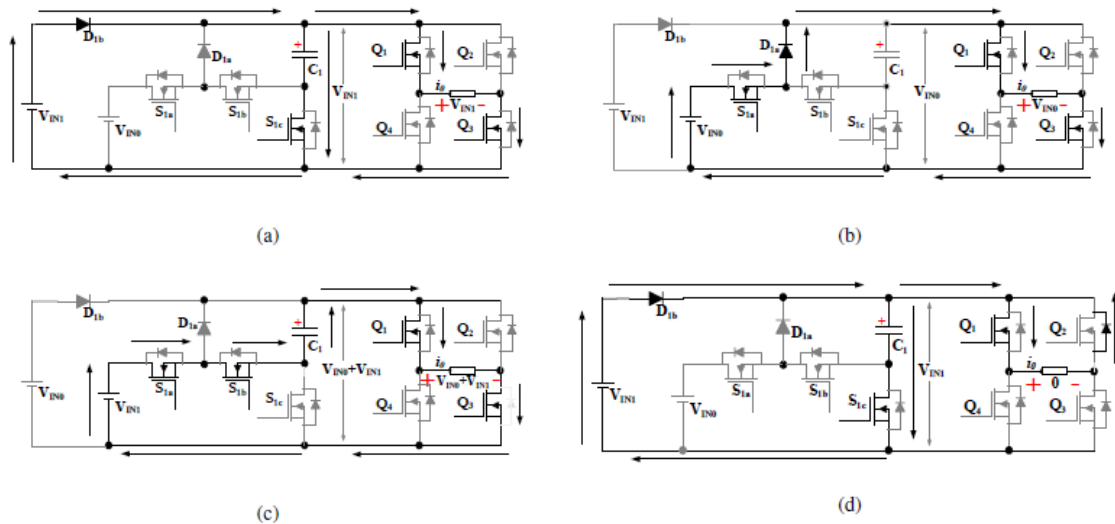 D1b
D1a
+
C1
VIN1
Q1
Q2
i0
+ VIN1 -
S1a
S1b
S1c
Q4
Q3
VIN1
VIN0
(a)
D1b
D1a
+
C1
VIN0
Q1
Q2
i0
+ VIN0 -
S1a
S1b
S1c
Q4
Q3
VIN1
VIN0
(b)
D1b
D1a
+
C1
VIN0+VIN1
Q1
Q2
i0
+ VIN0+VIN1 -
S1a
S1b
S1c
Q4
Q3
VIN0
VIN1
(c)
D1b
D1a
+
C1
VIN1
Q1
Q2
i0
+ 0 -
S1a
S1b
S1c
Q4
Q3
VIN1
VIN0
(d)